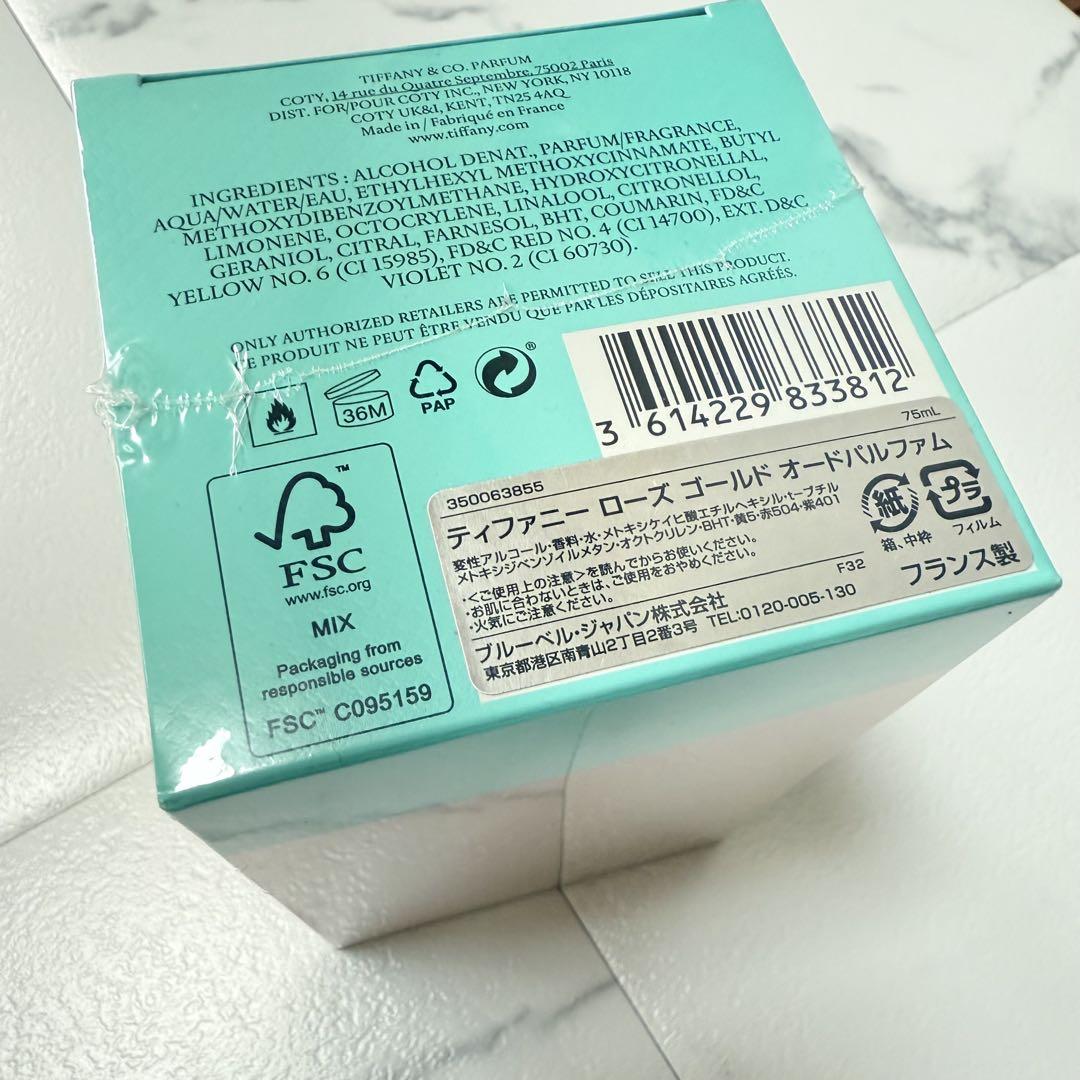 TIFFANY & CO. PARFUM
COTY, 14 rue du Quatre Septembre, 75002 Paris
DIST. FOR/POUR COTY INC., NEW YORK, NY 10118
COTY UK&I, KENT, TN25 4AQ
Made in / Fabriqué en France
www.tiffany.com
INGREDIENTS : ALCOHOL DENAT., PARFUM/FRAGRANCE,
AQUA/WATER/EAU, ETHYLHEXYL METHOXYCINNAMATE, BUTYL
METHOXYDIBENZOYLMETHANE, HYDROXYCITRONELLAL,
LIMONENE, OCTOCRYLENE, LINALOOL, CITRONELLOL,
GERANIOL, CITRAL, FARNESOL, BHT, COUMARIN, FD&C
YELLOW NO. 6 (CI 15985), FD&C RED NO. 4 (CI 14700), EXT. D&C
VIOLET NO. 2 (CI 60730).
ONLY AUTHORIZED RETAILERS ARE PERMITTED TO SELL THIS PRODUCT.
CE PRODUIT NE PEUT ÊTRE VENDU QUE PAR LES DÉPOSITAIRES AGRÉÉS.
36M
PAP
®
3 614229 833812
FSC™
www.fsc.org
MIX
Packaging from
responsible sources
FSC™ C095159
350063855
75mL
ティファニー ローズ ゴールド オードパルファム
変性アルコール・香料・水・メトキシケイヒ酸エチルヘキシル・t-ブチル
メトキシジベンゾイルメタン・オクトクリレン・BHT・黄5・赤504・紫401
・<ご使用上の注意>を読んでからお使いください。
・お肌に合わないときは、ご使用をおやめください。
・火気にご注意ください。
F32
ブルーベル・ジャパン株式会社
東京都港区南青山2丁目2番3号 TEL:0120-005-130
紙
箱、中枠
プラ
フィルム
フランス製